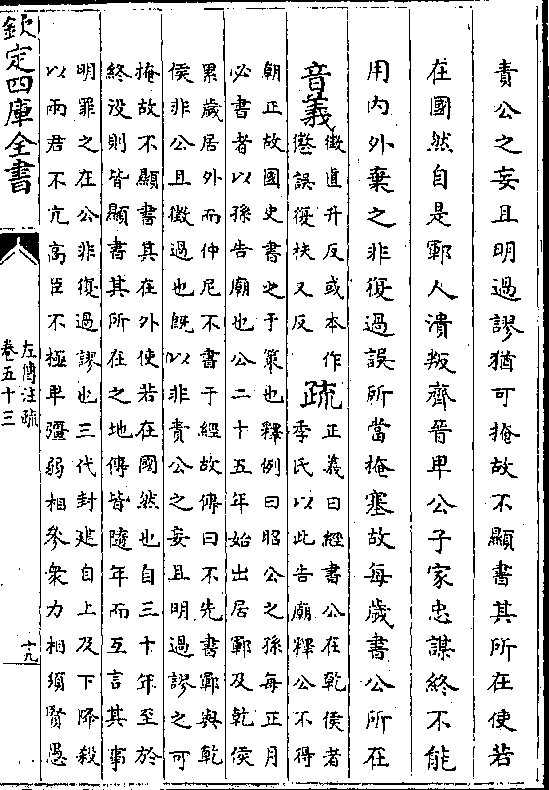 責公之妄且明過謬猶可掩故不顯書其所在使若
在國然自是鄆人潰叛齊晉卑公子家忠謀終不能
用内外棄之非復過誤所當掩塞故每歲書公所在
音義
徵直升反或本作
懲誤復扶又反
疏
正義曰經書公在乾侯者
季氏以此告廟釋公不得
朝正故國史書之于策也釋例曰昭公之孫每正月
必書者以孫告廟也公二十五年始出居鄆及乾侯
累歲居外而仲尼不書于經故傳曰不先書鄆與乾
侯非公且徵過也既以非責公之妄且明過謬之可
掩故不顯書其在外使若在國然也自三十年至於
終没則皆顯書其所在之地傳皆隨年而互言其事
明罪之在公非復過謬也三代封建自上及下降殺
以兩君不亢高臣不極卑彊弱相參衆力相須賢愚
欽定四庫全書
左傳注疏
卷五十三
十九